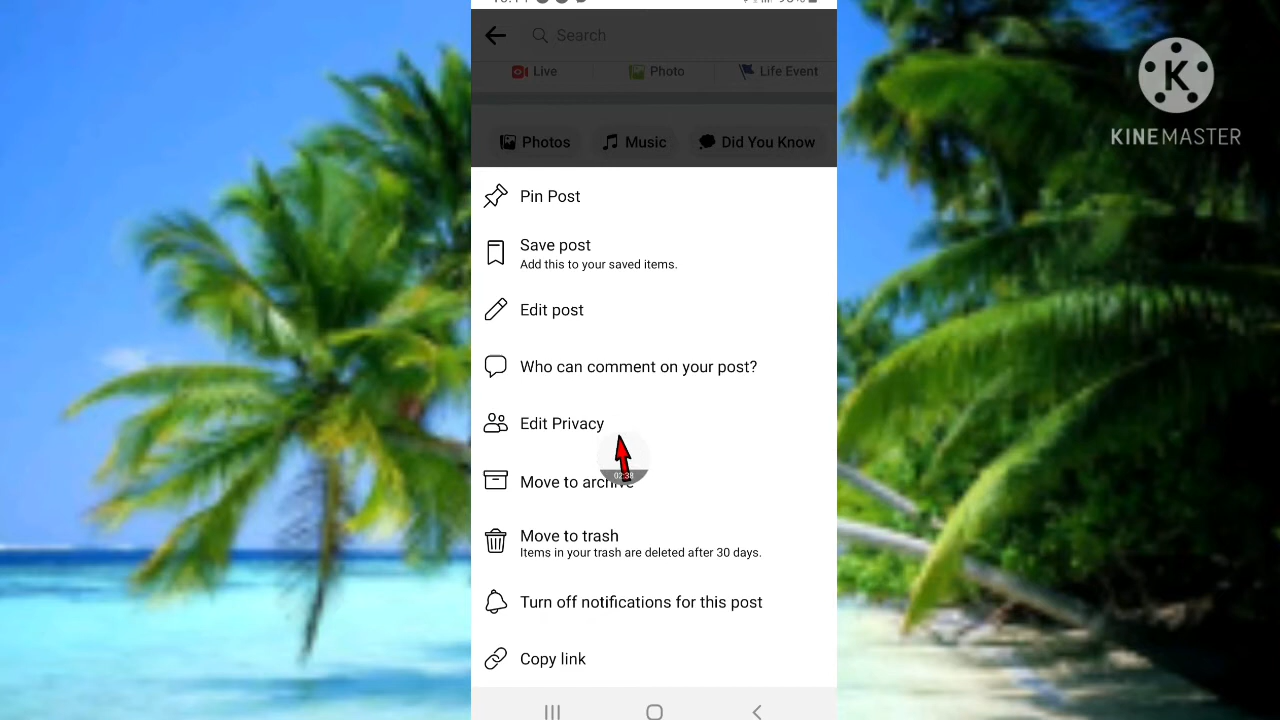 Search
Live
Photo
Life Event
Photos
Music
Did You Know
Pin Post
Save post
Add this to your saved items.
Edit post
Who can comment on your post?
Edit Privacy
02:38
Move to archive
Move to trash
Items in your trash are deleted after 30 days.
Turn off notifications for this post
Copy link
K
KINEMASTER